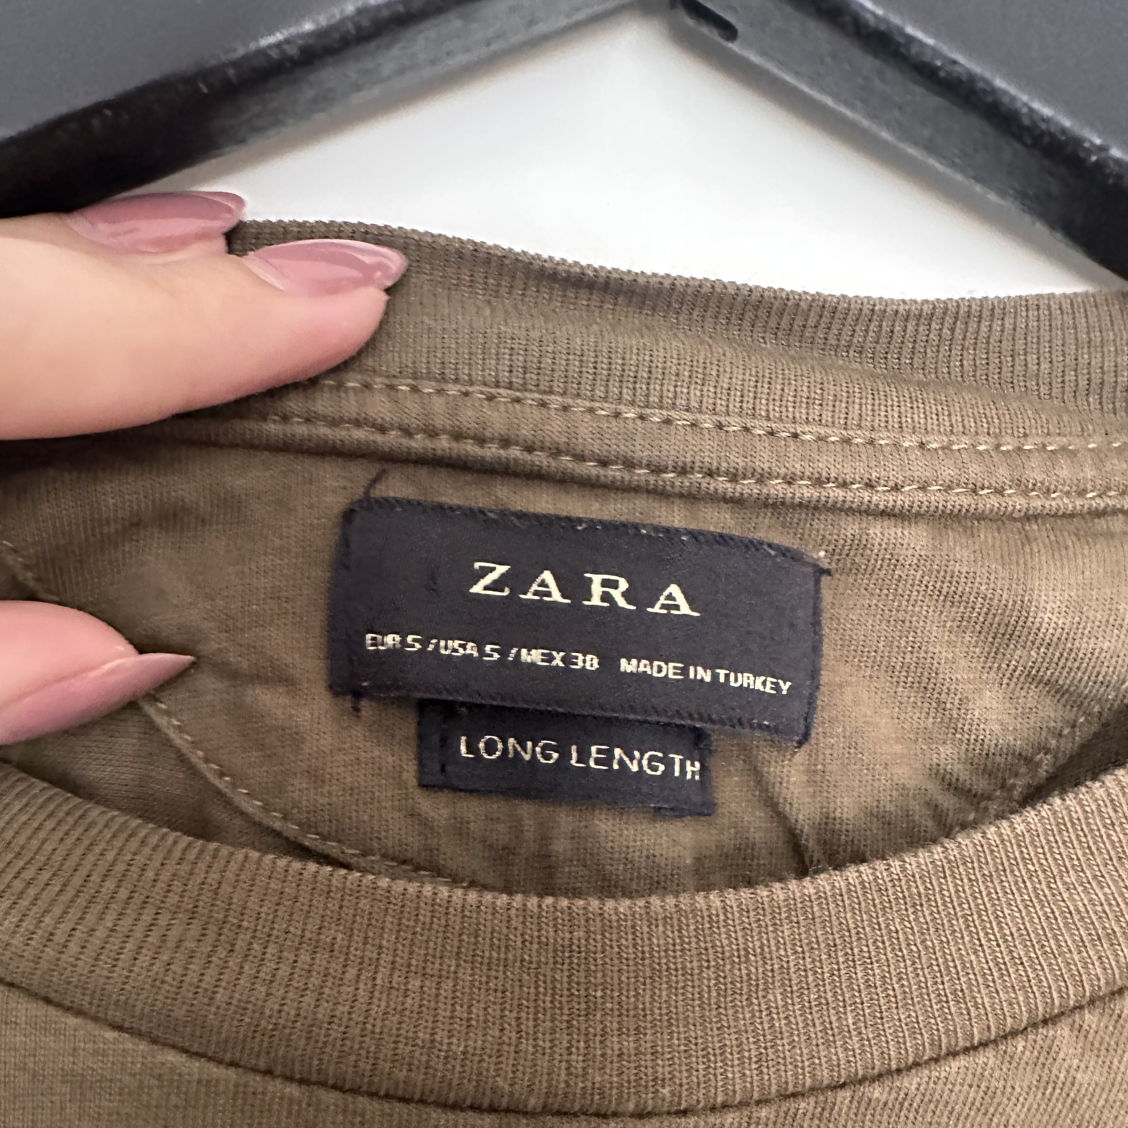 ZARA
EUR S / USA S / MEX 38 MADE IN TURKEY
LONG LENGTH